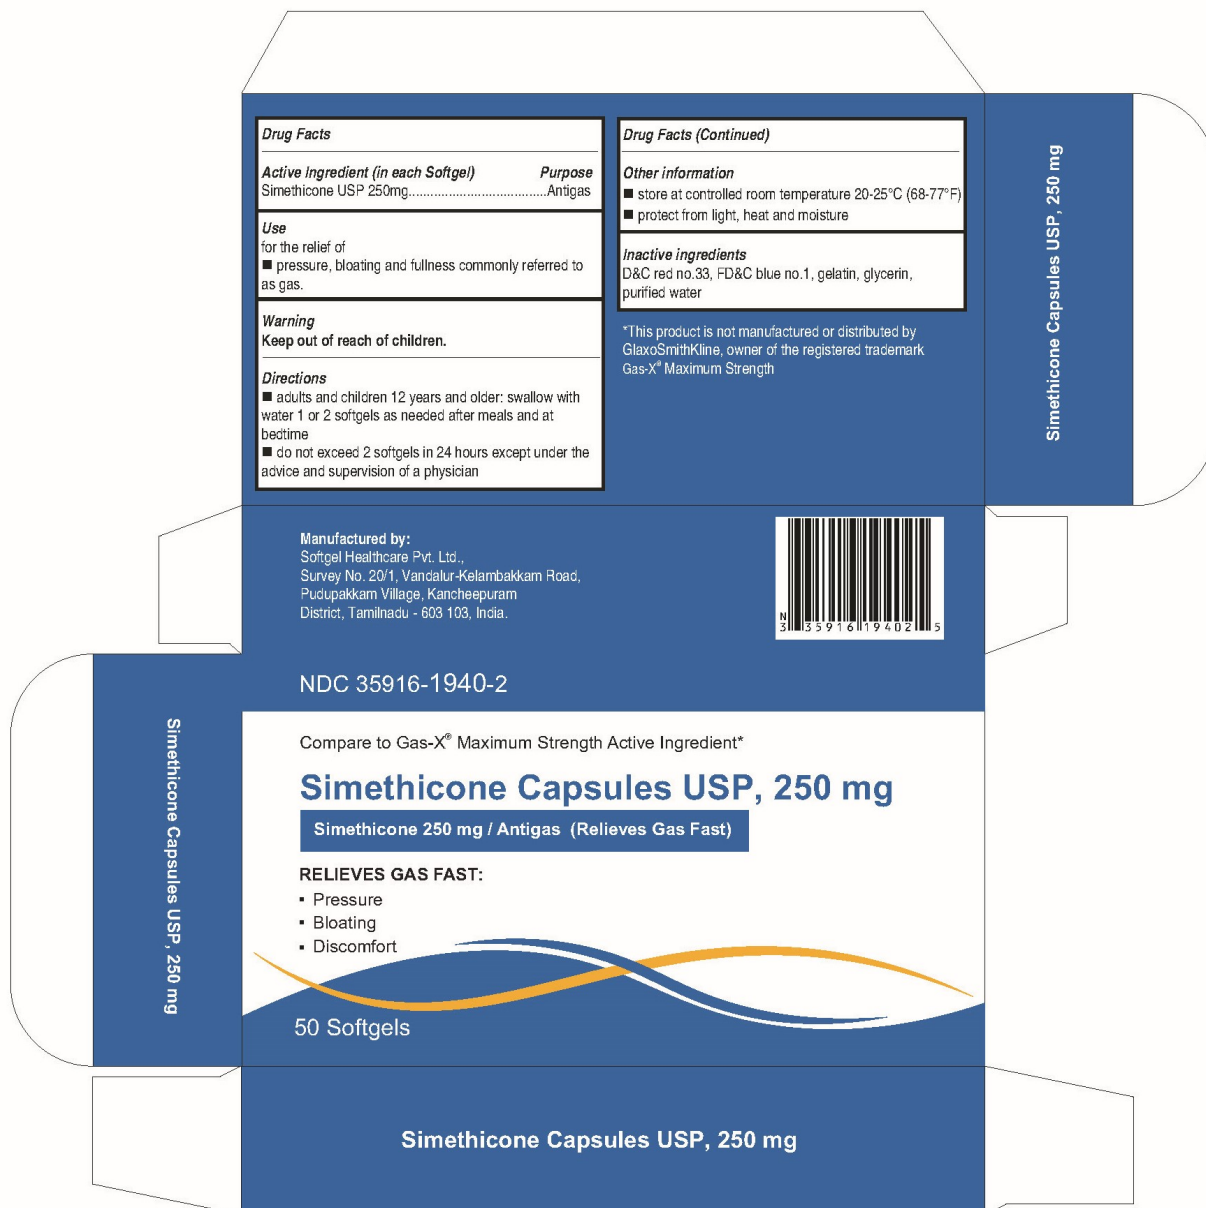 Drug Facts
Active Ingredient (in each Softgel) Purpose
Simethicone USP 250mg......................................Antigas
Use
for the relief of
■ pressure, bloating and fullness commonly referred to
as gas.
Warning
Keep out of reach of children.
Directions
■ adults and children 12 years and older: swallow with
water 1 or 2 softgels as needed after meals and at
bedtime
■ do not exceed 2 softgels in 24 hours except under the
advice and supervision of a physician
Drug Facts (Continued)
Other information
■ store at controlled room temperature 20-25°C (68-77°F)
■ protect from light, heat and moisture
Inactive ingredients
D&C red no.33, FD&C blue no.1, gelatin, glycerin,
purified water
*This product is not manufactured or distributed by
GlaxoSmithKline, owner of the registered trademark
Gas-X® Maximum Strength
Simethicone Capsules USP, 250 mg
Manufactured by:
Softgel Healthcare Pvt. Ltd.,
Survey No. 20/1, Vandalur-Kelambakkam Road,
Pudupakkam Village, Kancheepuram
District, Tamilnadu - 603 103, India.
N
3 35916 19402 5
NDC 35916-1940-2
Simethicone Capsules USP, 250 mg
Compare to Gas-X® Maximum Strength Active Ingredient*
Simethicone Capsules USP, 250 mg
Simethicone 250 mg / Antigas (Relieves Gas Fast)
RELIEVES GAS FAST:
▪ Pressure
▪ Bloating
▪ Discomfort
50 Softgels
Simethicone Capsules USP, 250 mg